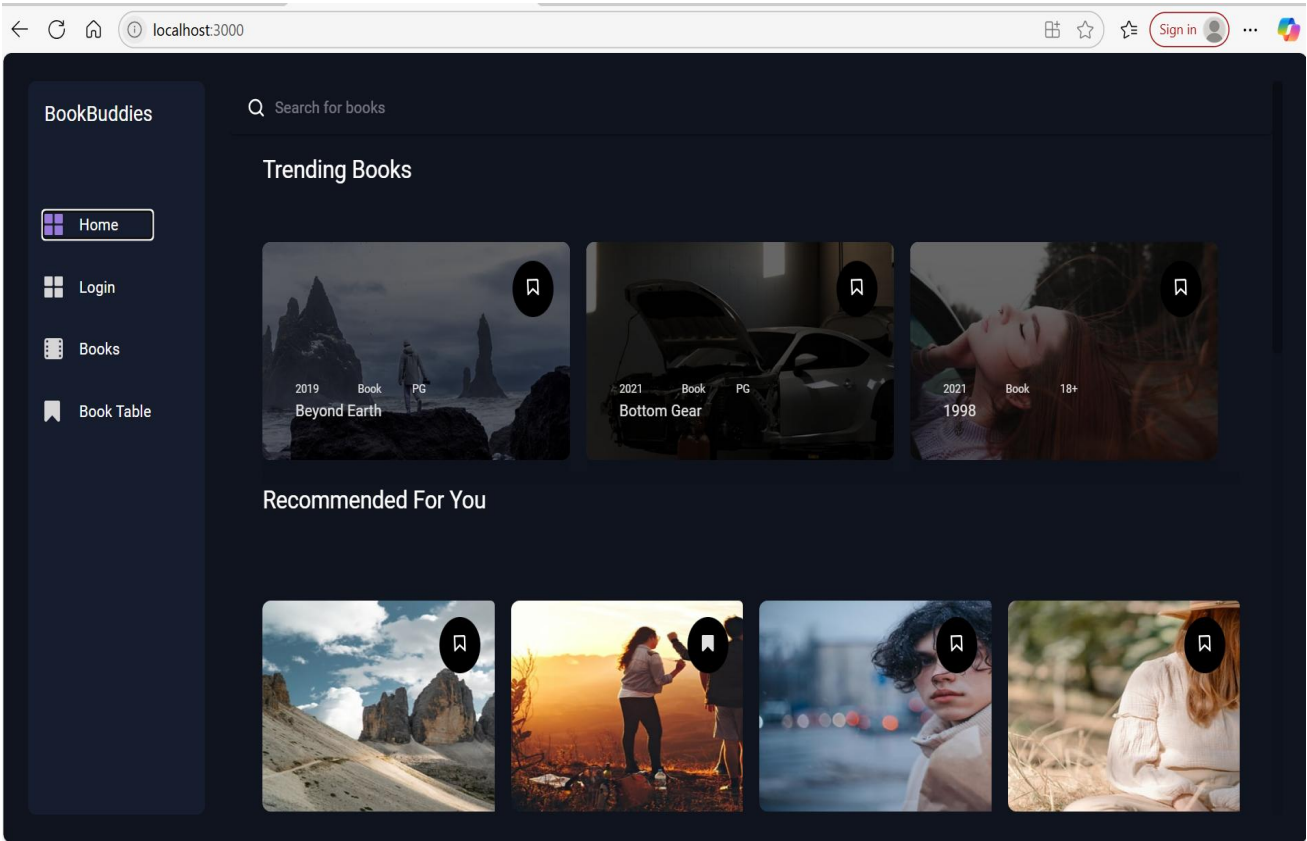 localhost:3000
Sign in
BookBuddies
Search for books
Trending Books
Home
Login
Books
Book Table
2019 Book PG
Beyond Earth
2021 Book PG
Bottom Gear
2021 Book 18+
1998
Recommended For You